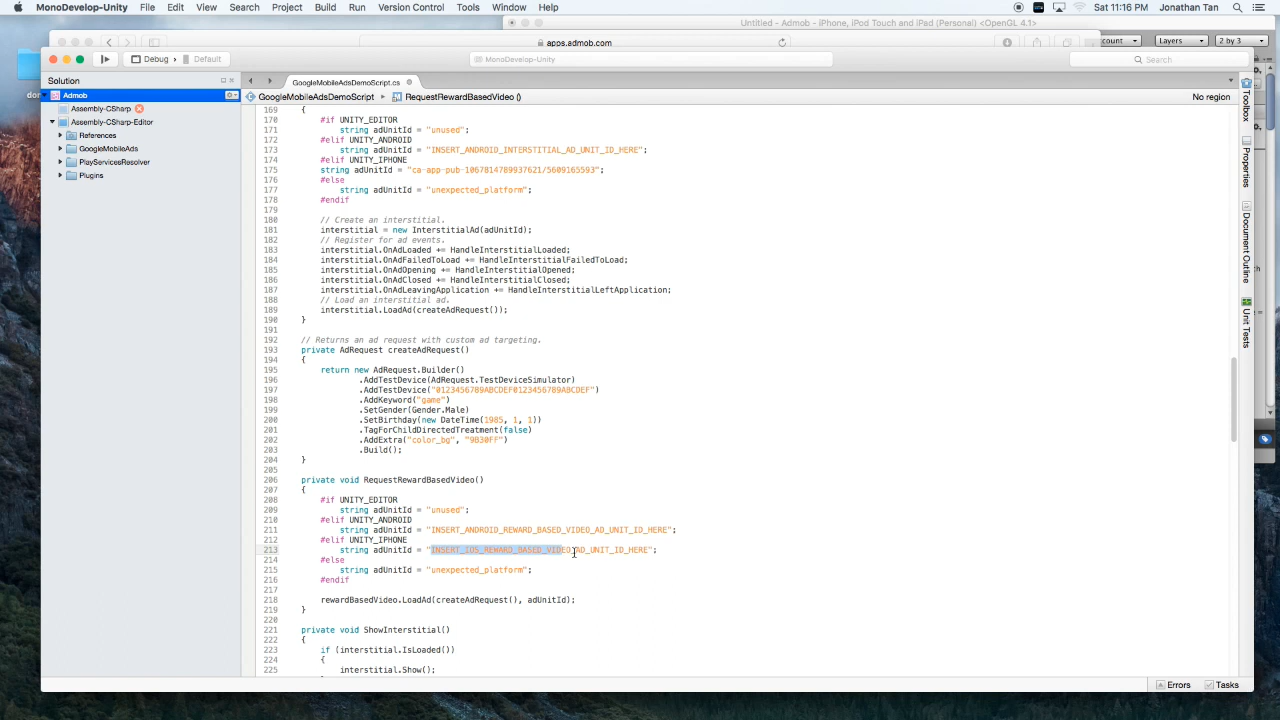 MonoDevelop-Unity File Edit View Search Project Build Run Version Control Tools Window Help Sat 11:16 PM Jonathan Tan
Untitled - Admob - iPhone, iPod Touch and iPad (Personal) <OpenGL 4.1>
apps.admob.com
Layers 2 by 3
Debug Default MonoDevelop-Unity Search
Solution
GoogleMobileAdsDemoScript.cs
Admob
GoogleMobileAdsDemoScript RequestRewardBasedVideo () No region
Assembly-CSharp
Assembly-CSharp-Editor
References
GoogleMobileAds
PlayServicesResolver
Plugins
169 {
170 #if UNITY_EDITOR
171 string adUnitId = "unused";
172 #elif UNITY_ANDROID
173 string adUnitId = "INSERT_ANDROID_INTERSTITIAL_AD_UNIT_ID_HERE";
174 #elif UNITY_IPHONE
175 string adUnitId = "ca-app-pub-1067814789937621/5609165593";
176 #else
177 string adUnitId = "unexpected_platform";
178 #endif
179
180 // Create an interstitial.
181 interstitial = new InterstitialAd(adUnitId);
182 // Register for ad events.
183 interstitial.OnAdLoaded += HandleInterstitialLoaded;
184 interstitial.OnAdFailedToLoad += HandleInterstitialFailedToLoad;
185 interstitial.OnAdOpening += HandleInterstitialOpened;
186 interstitial.OnAdClosed += HandleInterstitialClosed;
187 interstitial.OnAdLeavingApplication += HandleInterstitialLeftApplication;
188 // Load an interstitial ad.
189 interstitial.LoadAd(createAdRequest());
190 }
191
192 // Returns an ad request with custom ad targeting.
193 private AdRequest createAdRequest()
194 {
195 return new AdRequest.Builder()
196 .AddTestDevice(AdRequest.TestDeviceSimulator)
197 .AddTestDevice("0123456789ABCDEF0123456789ABCDEF")
198 .AddKeyword("game")
199 .SetGender(Gender.Male)
200 .SetBirthday(new DateTime(1985, 1, 1))
201 .TagForChildDirectedTreatment(false)
202 .AddExtra("color_bg", "9B30FF")
203 .Build();
204 }
205
206 private void RequestRewardBasedVideo()
207 {
208 #if UNITY_EDITOR
209 string adUnitId = "unused";
210 #elif UNITY_ANDROID
211 string adUnitId = "INSERT_ANDROID_REWARD_BASED_VIDEO_AD_UNIT_ID_HERE";
212 #elif UNITY_IPHONE
213 string adUnitId = "INSERT_IOS_REWARD_BASED_VIDEO_AD_UNIT_ID_HERE";
214 #else
215 string adUnitId = "unexpected_platform";
216 #endif
217
218 rewardBasedVideo.LoadAd(createAdRequest(), adUnitId);
219 }
220
221 private void ShowInterstitial()
222 {
223 if (interstitial.IsLoaded())
224 {
225 interstitial.Show();
Toolbox
Properties
Document Outline
Unit Tests
Errors Tasks